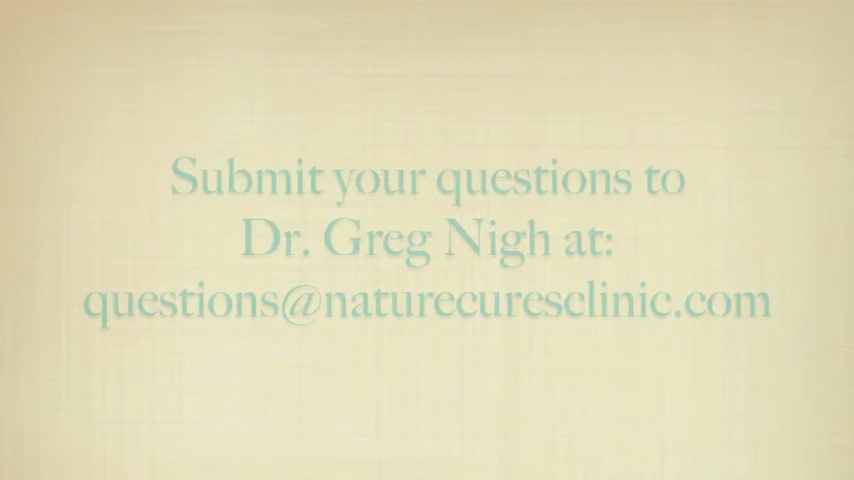 Submit your questions to
Dr. Greg Nigh at:
questions@naturecuresclinic.com